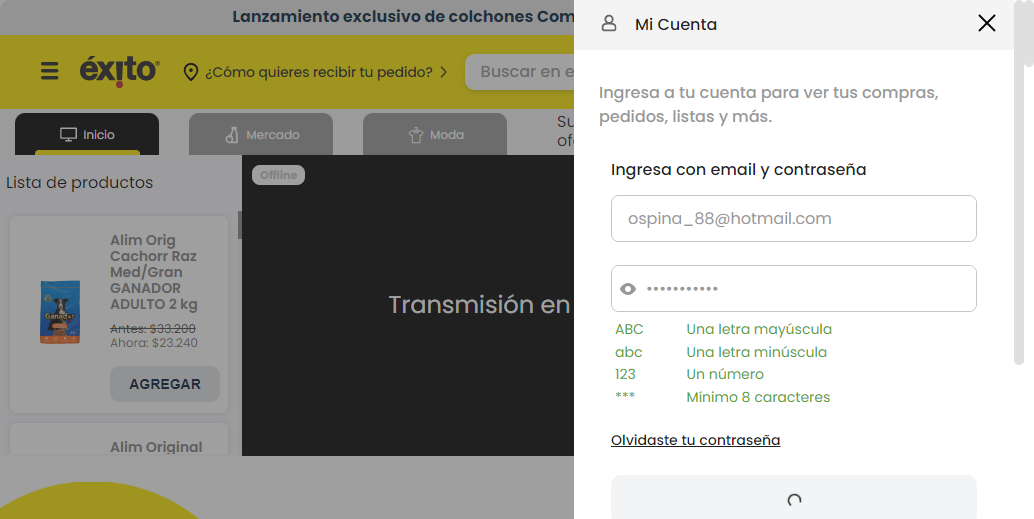 Lanzamiento exclusivo de colchones Com
éxito
¿Cómo quieres recibir tu pedido?
Buscar en e
Inicio
Mercado
Moda
Su
ofe
Lista de productos
Offline
Alim Orig
Cachorr Raz
Med/Gran
GANADOR
ADULTO 2 kg
Antes: $33.200
Ahora: $23.240
AGREGAR
Alim Original
Transmisión en
Mi Cuenta
Ingresa a tu cuenta para ver tus compras,
pedidos, listas y más.
Ingresa con email y contraseña
ospina_88@hotmail.com
•••••••••••
ABC Una letra mayúscula
abc Una letra minúscula
123 Un número
*** Mínimo 8 caracteres
Olvidaste tu contraseña